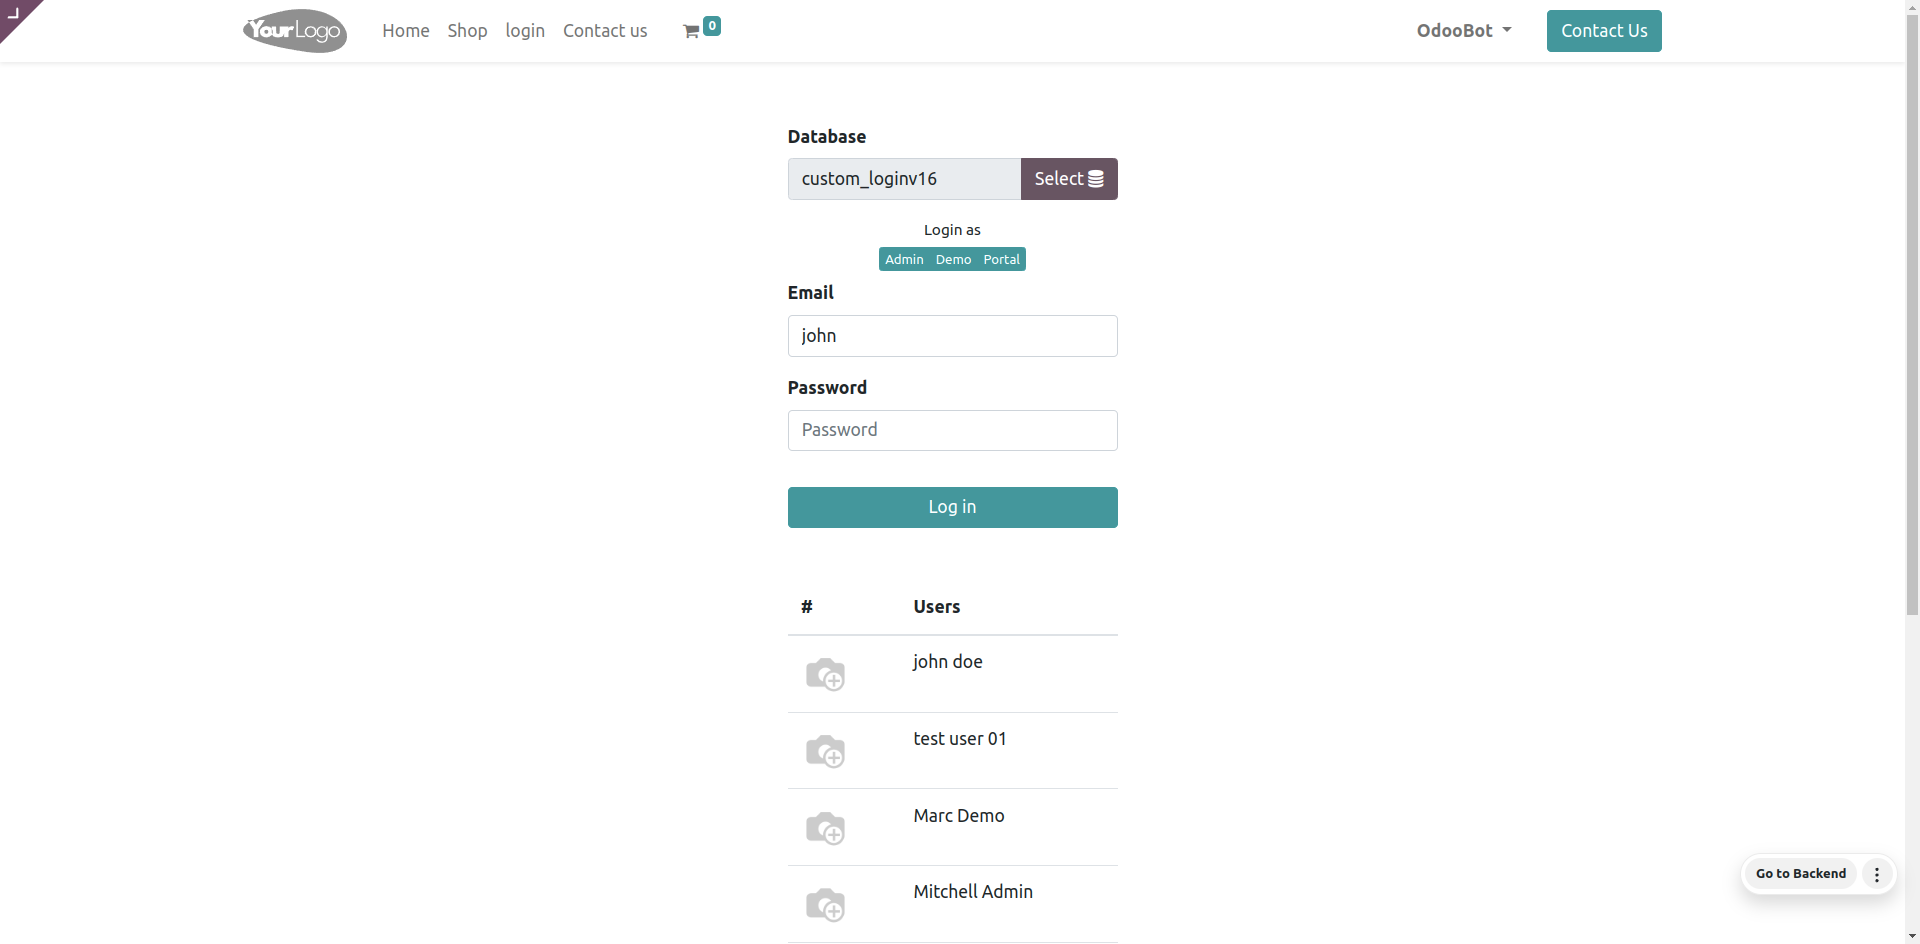 YourLogo
Home Shop login Contact us 0 OdooBot Contact Us
Database
custom_loginv16 Select
Login as
Admin Demo Portal
Email
john
Password
Password
Log in
# Users
john doe
test user 01
Marc Demo
Mitchell Admin
Go to Backend